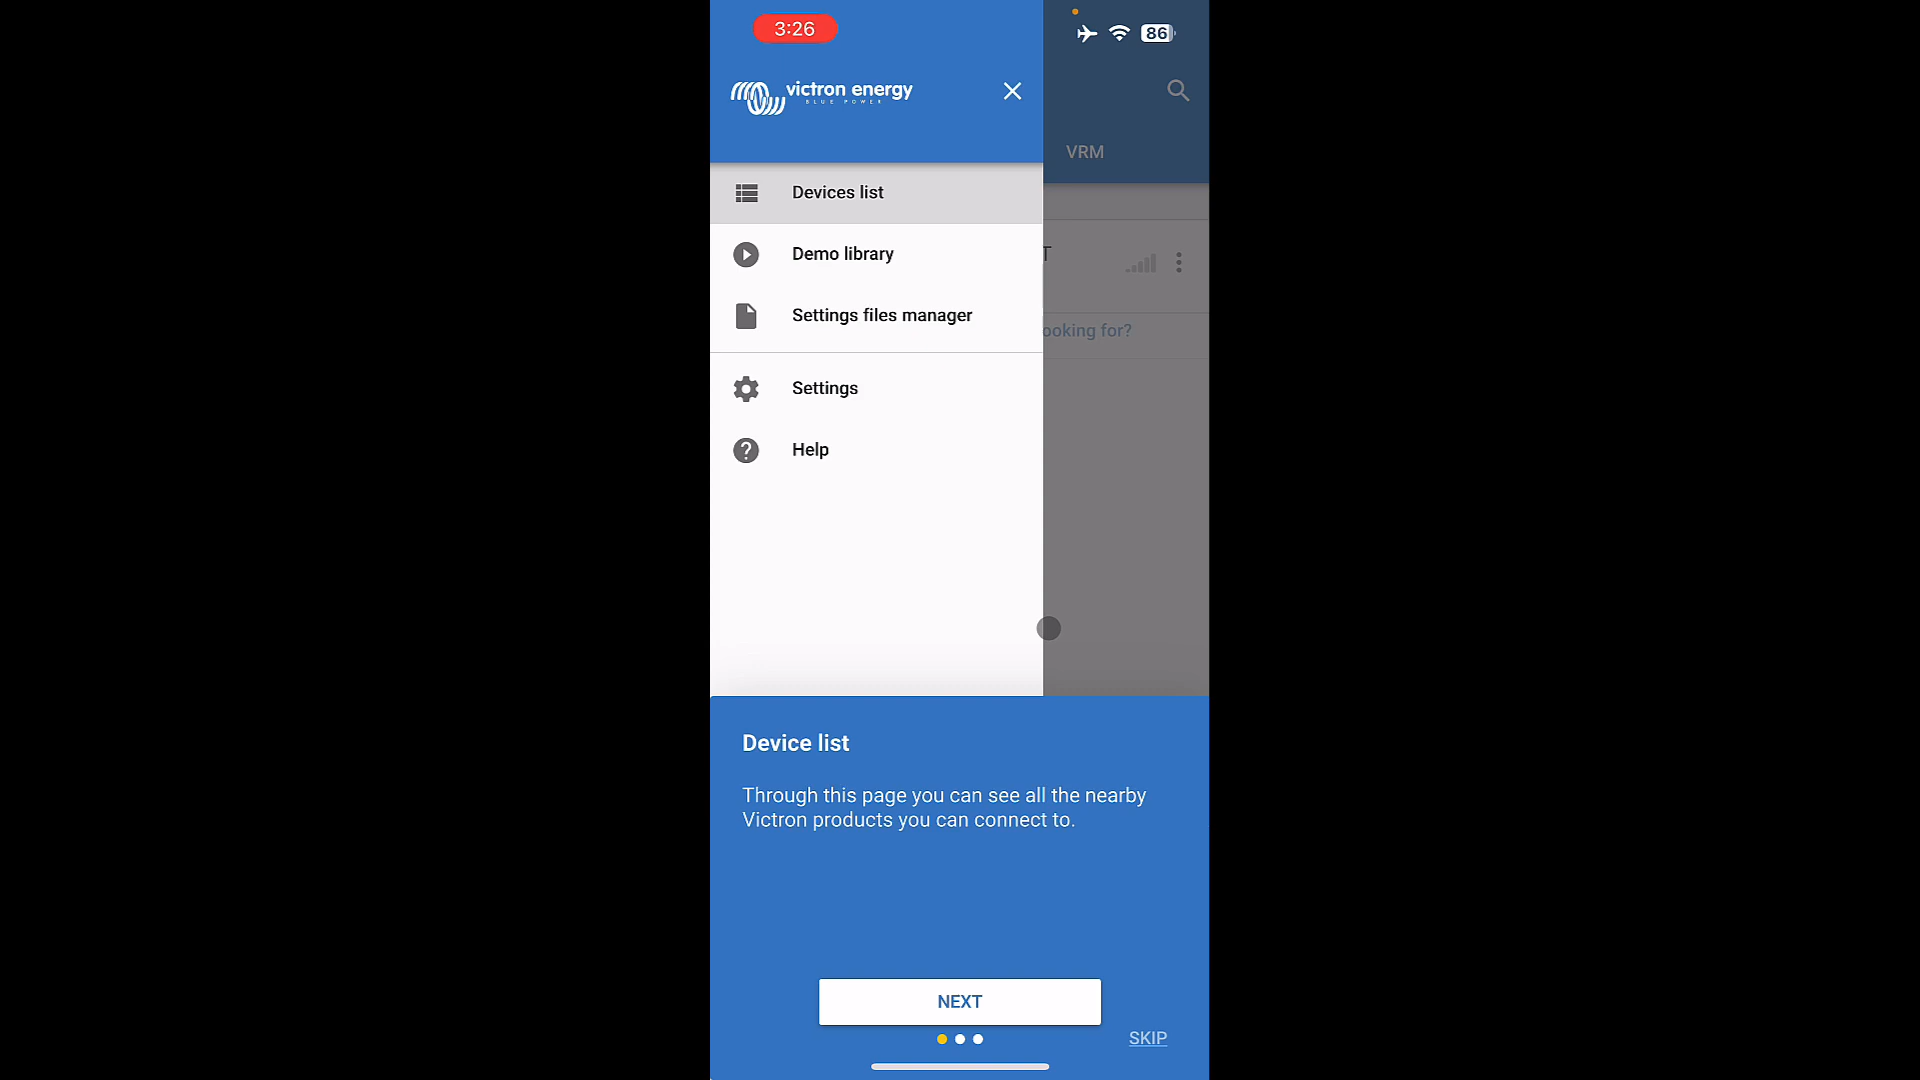 3:26
86
victron energy
BLUE POWER
VRM
Devices list
Demo library
T
Settings files manager
ooking for?
Settings
Help
Device list
Through this page you can see all the nearby
Victron products you can connect to.
NEXT
SKIP